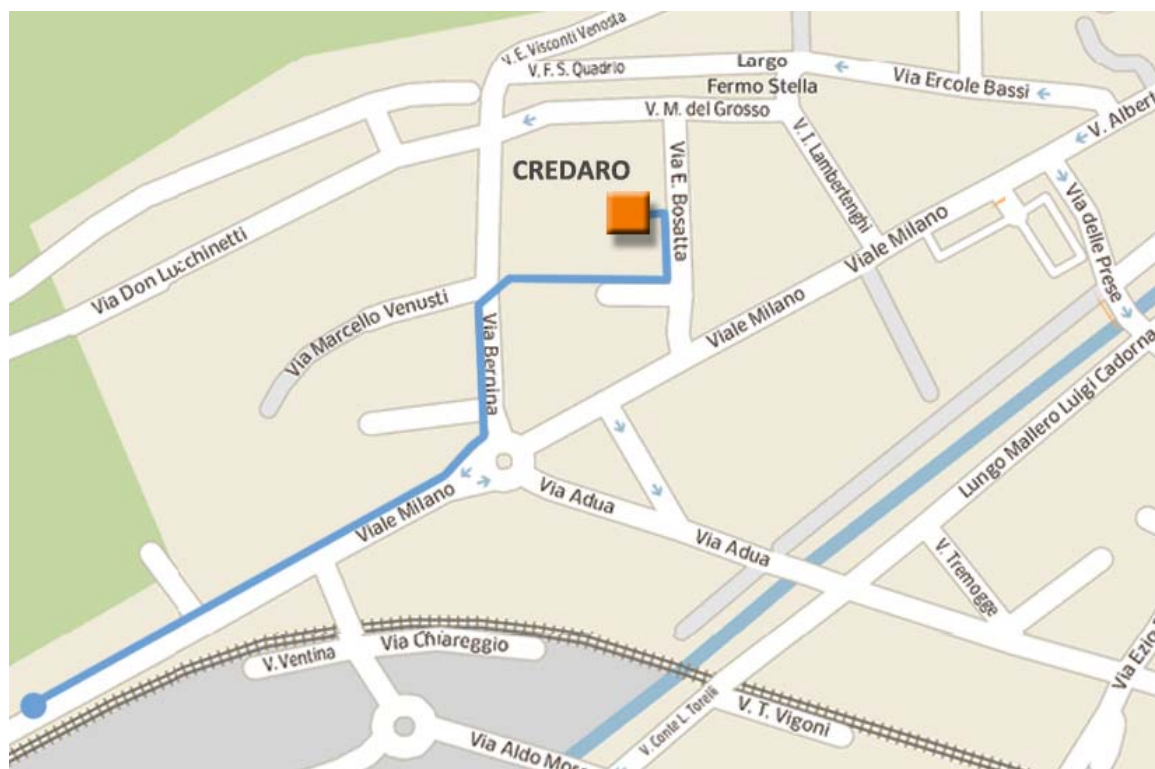 V. E. Visconti Venosta
V. F. S. Quadrio
Largo
Fermo Stella
Via Ercole Bassi
V. M. del Grosso
V. Albert
CREDARO
Via E. Bosatta
V. I. Lambertenghi
Via delle Prese
Viale Milano
Via Don Lucchinetti
Viale Milano
Via Marcello Venusti
Via Bernina
Lungo Mallero Luigi Cadorna
Viale Milano
Via Adua
Via Adua
V. Tremogge
Via Chiareggio
V. Ventina
Via Ezio
V. Conte L. Torelli
V. T. Vigoni
Via Aldo Moro